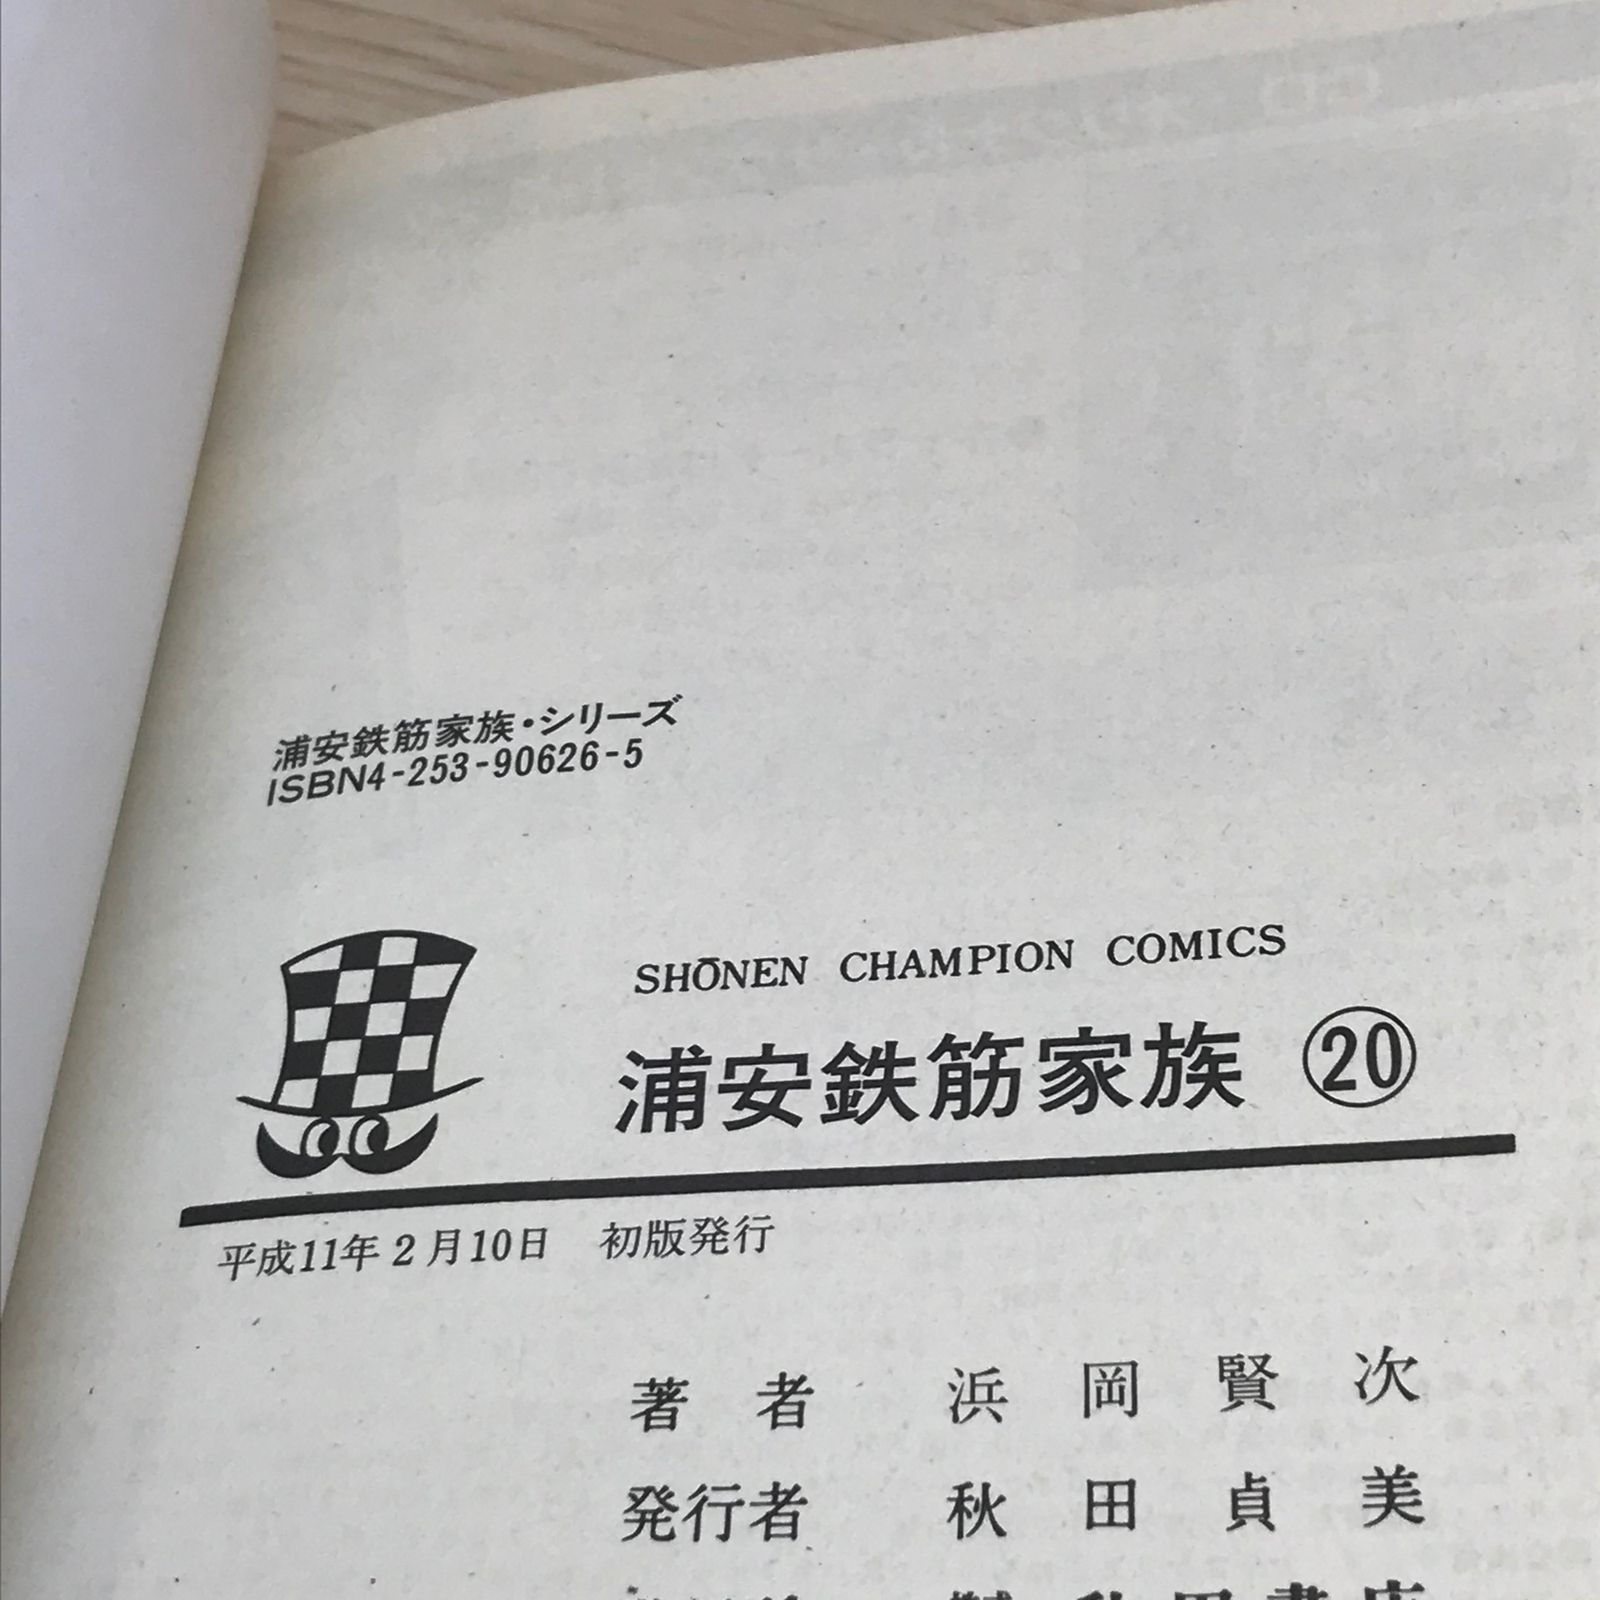 浦安鉄筋家族・シリーズ
ISBN4-253-90626-5
SHŌNEN CHAMPION COMICS
浦安鉄筋家族 ⑳
平成11年2月10日 初版発行
著者 浜岡賢次
発行者 秋田貞美